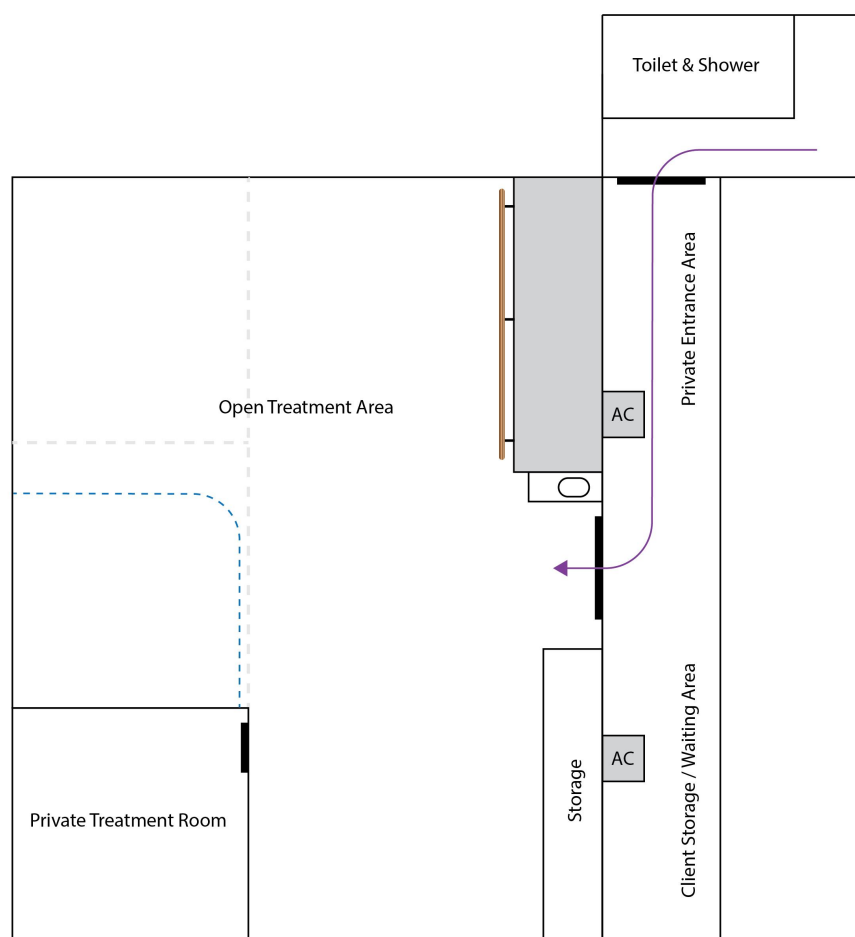 Toilet & Shower
Private Entrance Area
Open Treatment Area
AC
Client Storage / Waiting Area
AC
Storage
Private Treatment Room